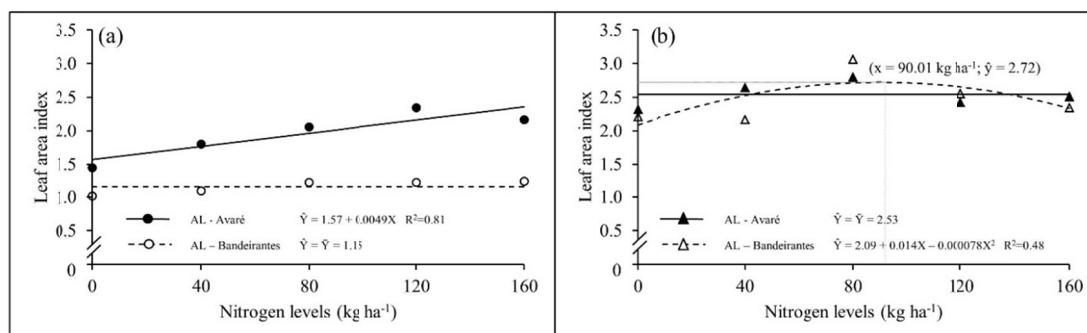 (a)
3.5
3.0
2.5
2.0
1.5
1.0
0.5
0
Leaf area index
AL - Avaré Ŷ = 1.57 + 0.0049X R²=0.81
AL – Bandeirantes Ŷ = Ȳ = 1.15
0 40 80 120 160
Nitrogen levels (kg ha⁻¹)
(b)
3.5
3.0
2.5
2.0
1.5
1.0
0.5
0
Leaf area index
(x = 90.01 kg ha⁻¹; ŷ = 2.72)
AL - Avaré Ŷ = Ȳ = 2.53
AL – Bandeirantes Ŷ = 2.09 + 0.014X – 0.000078X² R²=0.48
0 40 80 120 160
Nitrogen levels (kg ha⁻¹)